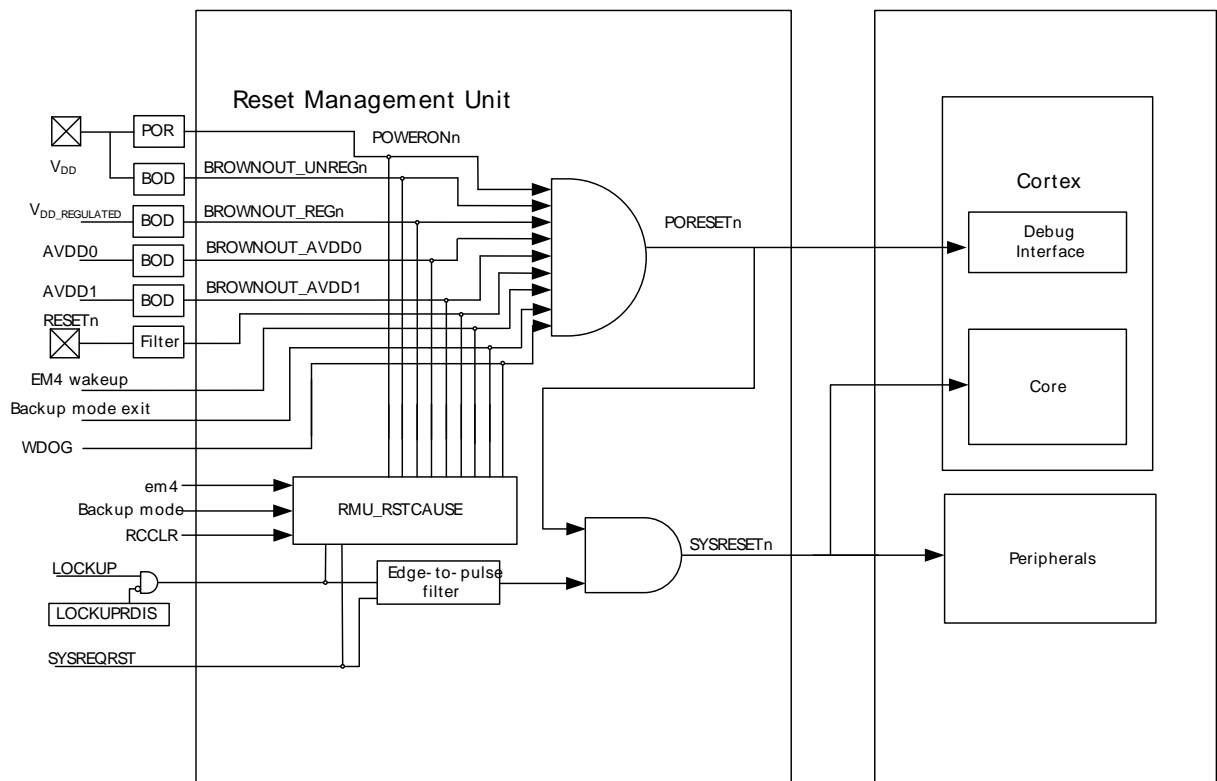 Reset Management Unit
POR
POWERONn
V_DD
BOD
BROWNOUT_UNREGn
V_DD_REGULATED
BOD
BROWNOUT_REGn
AVDD0
BOD
BROWNOUT_AVDD0
AVDD1
BOD
BROWNOUT_AVDD1
RESETn
Filter
EM4 wakeup
Backup mode exit
WDOG
PORESETn
em4
Backup mode
RCCLR
RMU_RSTCAUSE
LOCKUP
LOCKUPRDIS
Edge-to-pulse
filter
SYSREQRST
SYSRESETn
Cortex
Debug
Interface
Core
Peripherals